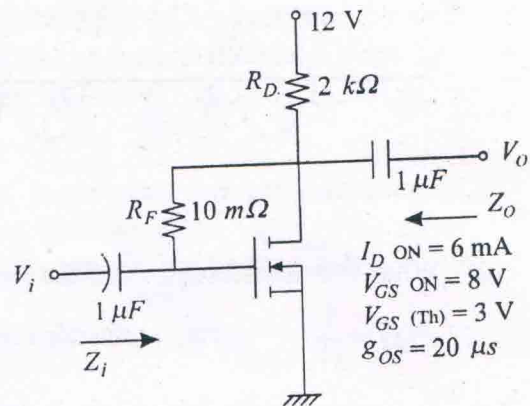 12 V
R_D
2 kΩ
V_o
1 μF
Z_o
R_F
10 mΩ
I_D ON = 6 mA
V_GS ON = 8 V
V_GS (Th) = 3 V
g_OS = 20 μs
V_i
1 μF
Z_i